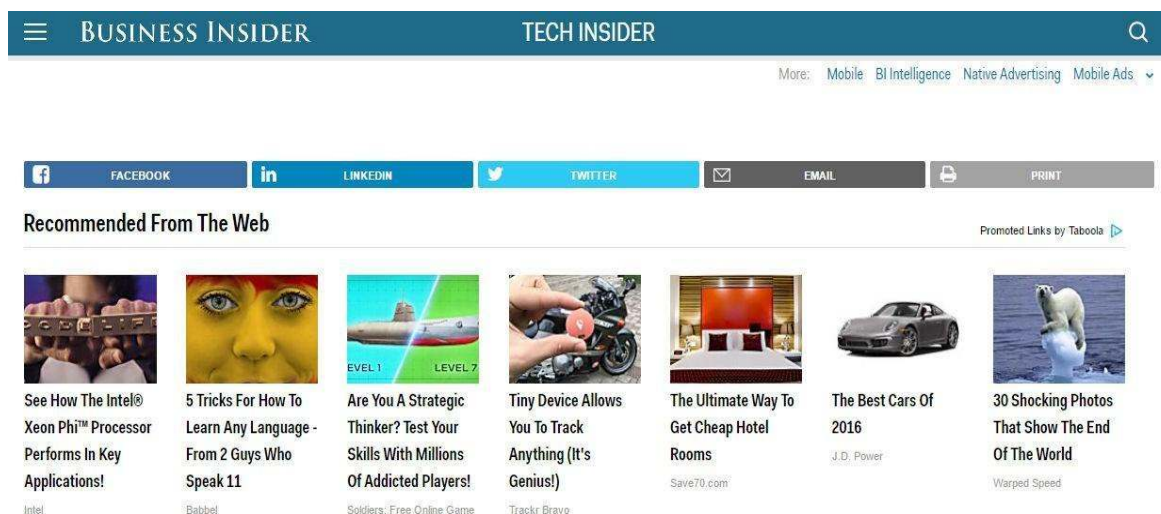 BUSINESS INSIDER
TECH INSIDER
More: Mobile BI Intelligence Native Advertising Mobile Ads
FACEBOOK
in LINKEDIN
TWITTER
EMAIL
PRINT
Recommended From The Web
Promoted Links by Taboola
See How The Intel®
Xeon Phi™ Processor
Performs In Key
Applications!
Intel
5 Tricks For How To
Learn Any Language -
From 2 Guys Who
Speak 11
Babbel
EVEL 1 LEVEL 7
Are You A Strategic
Thinker? Test Your
Skills With Millions
Of Addicted Players!
Soldiers: Free Online Game
Tiny Device Allows
You To Track
Anything (It's
Genius!)
Trackr Bravo
The Ultimate Way To
Get Cheap Hotel
Rooms
Save70.com
The Best Cars Of
2016
J.D. Power
30 Shocking Photos
That Show The End
Of The World
Warped Speed